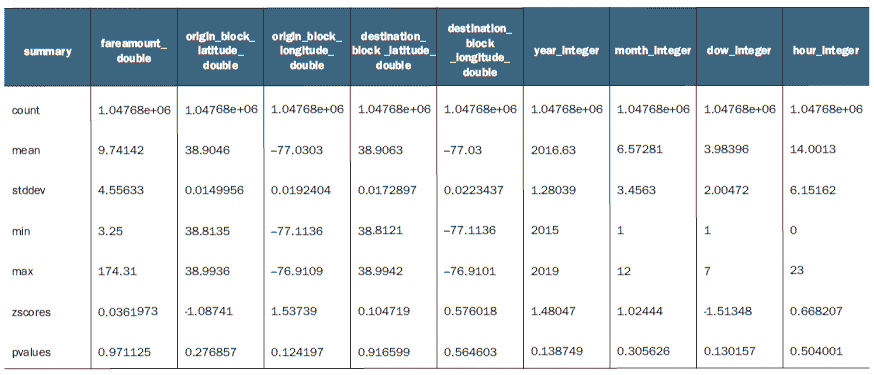 summary fareamount_double origin_block_latitude_double origin_block_longitude_double destination_block _latitude_double destination_block_longitude_double year_integer month_integer dow_integer hour_integer
count 1.04768e+06 1.04768e+06 1.04768e+06 1.04768e+06 1.04768e+06 1.04768e+06 1.04768e+06 1.04768e+06 1.04768e+06
mean 9.74142 38.9046 –77.0303 38.9063 –77.03 2016.63 6.57281 3.98396 14.0013
stddev 4.55633 0.0149956 0.0192404 0.0172897 0.0223437 1.28039 3.4563 2.00472 6.15162
min 3.25 38.8135 –77.1136 38.8121 –77.1136 2015 1 1 0
max 174.31 38.9936 –76.9109 38.9942 –76.9101 2019 12 7 23
zscores 0.0361973 -1.08741 1.53739 0.104719 0.576018 1.48047 1.02444 -1.51348 0.668207
pvalues 0.971125 0.276857 0.124197 0.916599 0.564603 0.138749 0.305626 0.130157 0.504001